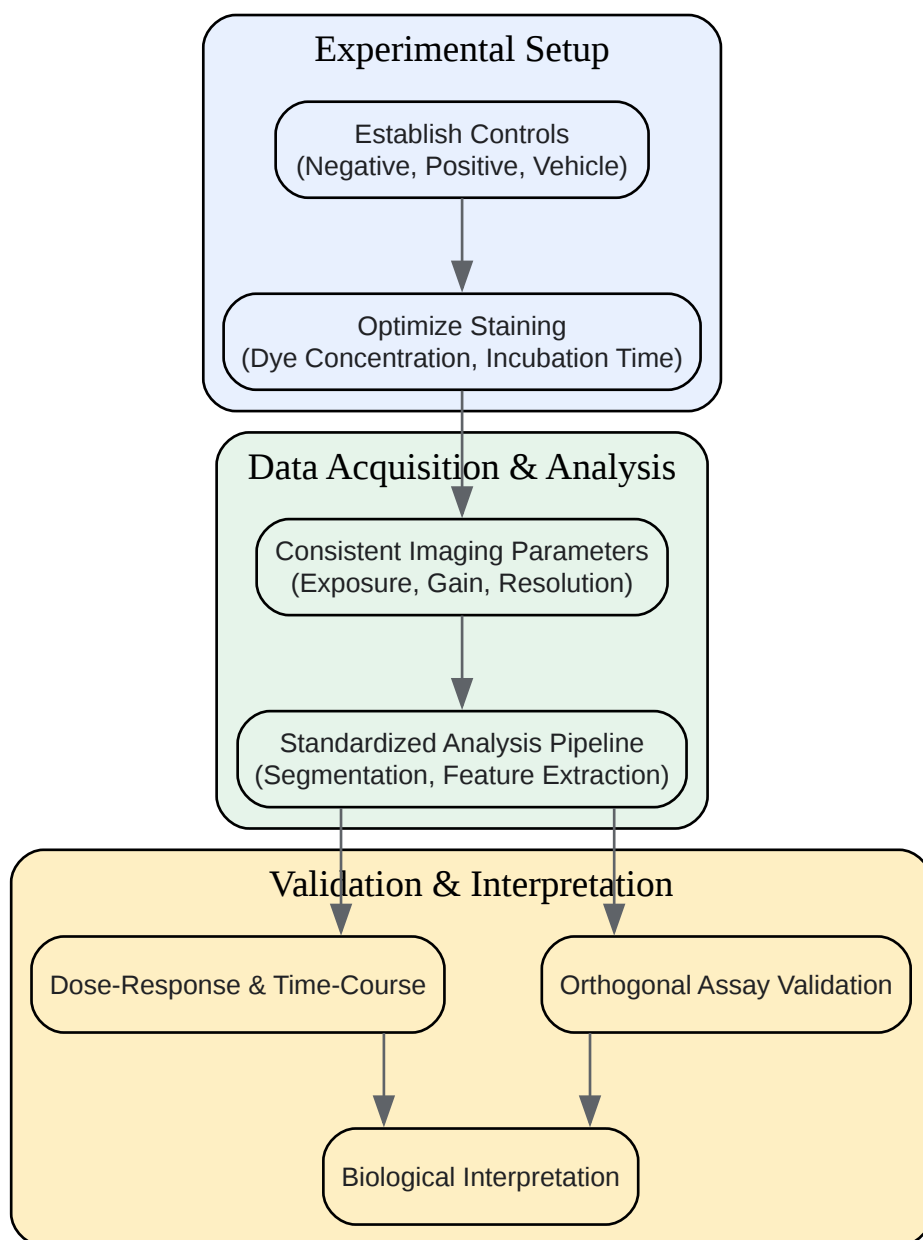 Experimental Setup
Establish Controls
(Negative, Positive, Vehicle)
Optimize Staining
(Dye Concentration, Incubation Time)
Data Acquisition & Analysis
Consistent Imaging Parameters
(Exposure, Gain, Resolution)
Standardized Analysis Pipeline
(Segmentation, Feature Extraction)
Validation & Interpretation
Dose-Response & Time-Course
Orthogonal Assay Validation
Biological Interpretation